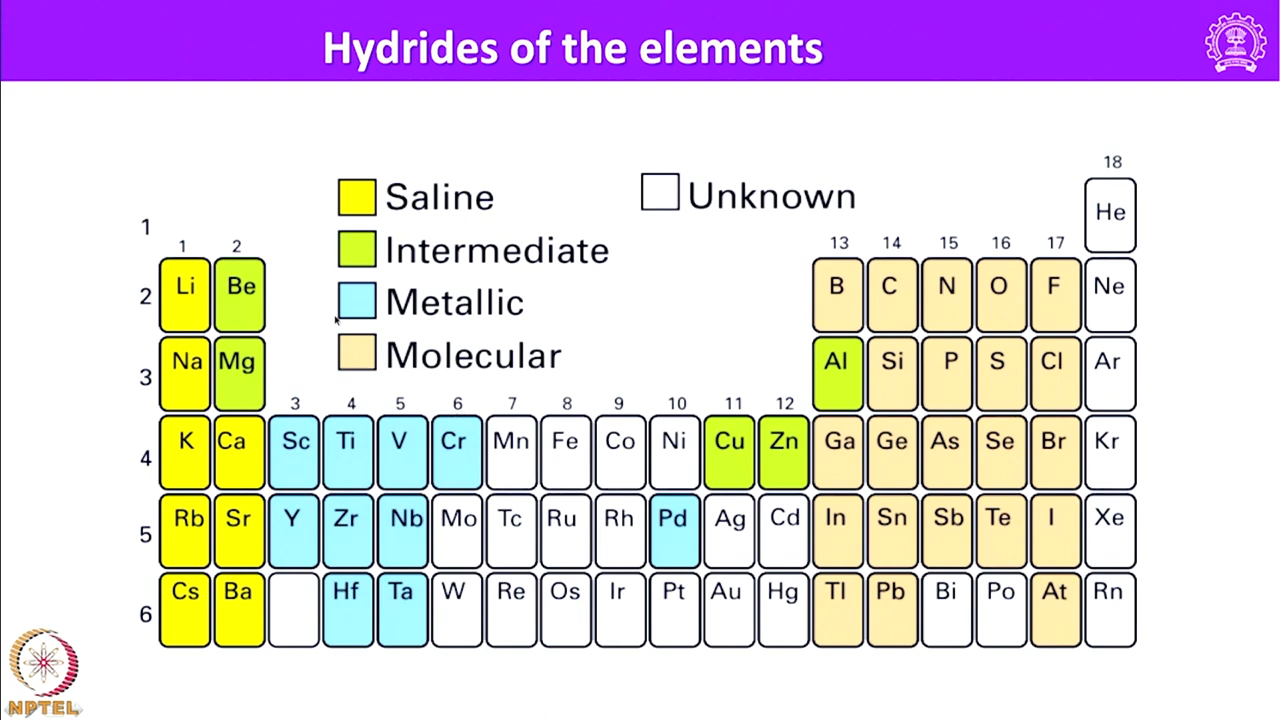 Hydrides of the elements
18
Saline Unknown He
1 1 2 Intermediate 13 14 15 16 17
2 Li Be Metallic B C N O F Ne
3 Na Mg Molecular Al Si P S Cl Ar
3 4 5 6 7 8 9 10 11 12
4 K Ca Sc Ti V Cr Mn Fe Co Ni Cu Zn Ga Ge As Se Br Kr
5 Rb Sr Y Zr Nb Mo Tc Ru Rh Pd Ag Cd In Sn Sb Te I Xe
6 Cs Ba Hf Ta W Re Os Ir Pt Au Hg Tl Pb Bi Po At Rn
NPTEL